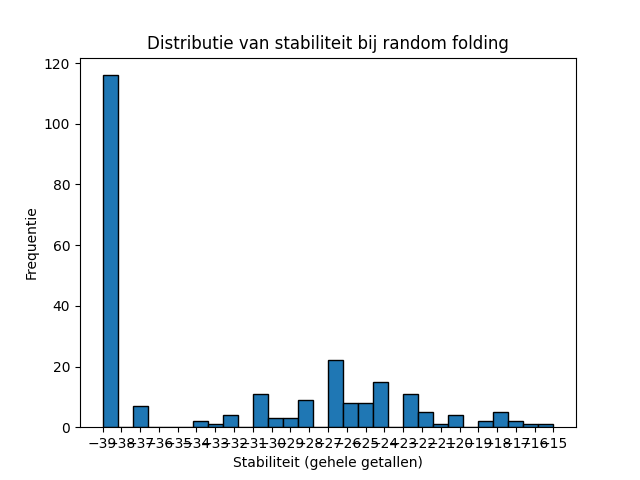 Distributie van stabiliteit bij random folding
Frequentie
120
100
80
60
40
20
0
−39 −38 −37 −36 −35 −34 −33 −32 −31 −30 −29 −28 −27 −26 −25 −24 −23 −22 −21 −20 −19 −18 −17 −16 −15
Stabiliteit (gehele getallen)